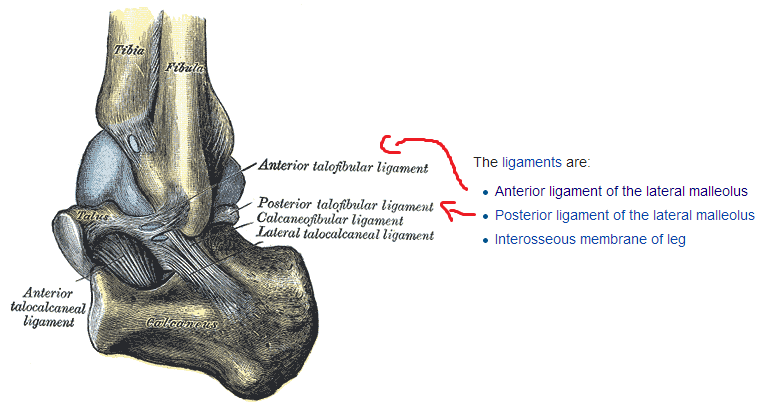 Tibia
Fibula
Anterior talofibular ligament
Posterior talofibular ligament
Calcaneofibular ligament
Lateral talocalcaneal ligament
Talus
Anterior
talocalcaneal
ligament
Calcaneus
The ligaments are:
Anterior ligament of the lateral malleolus
Posterior ligament of the lateral malleolus
Interosseous membrane of leg